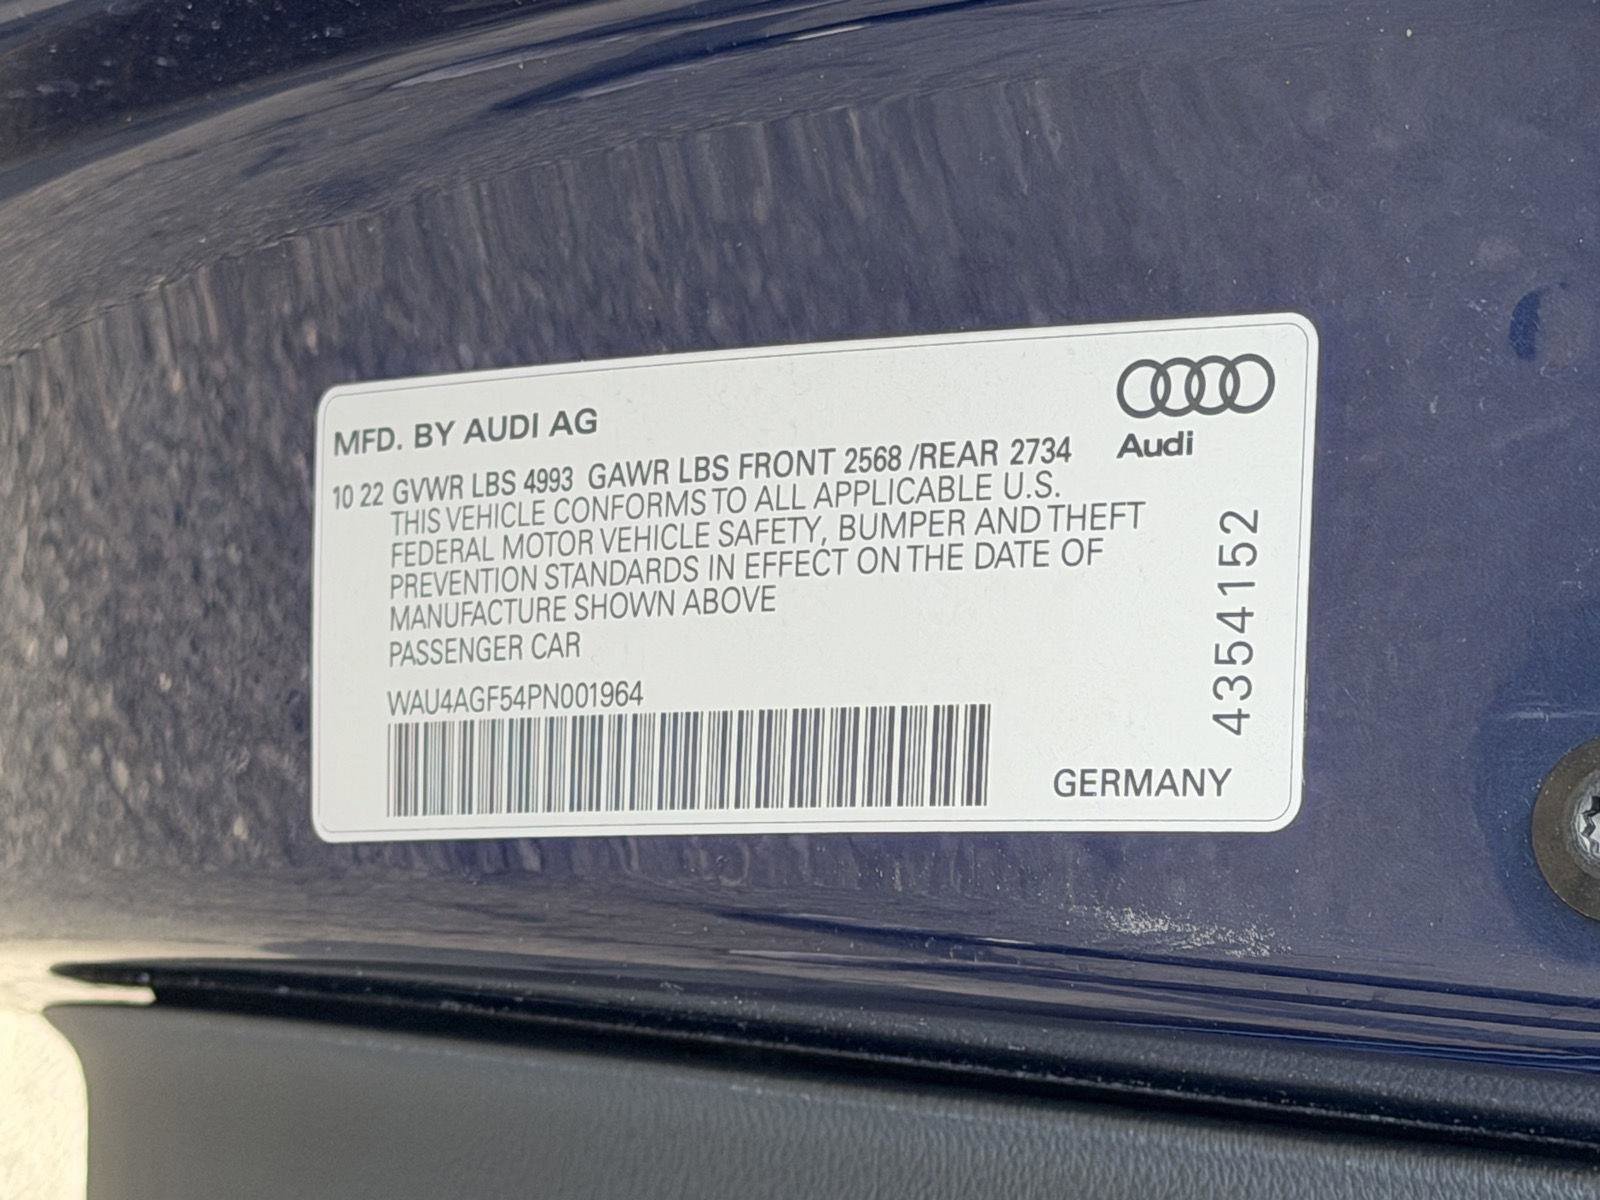 MFD. BY AUDI AG
Audi
10 22 GVWR LBS 4993 GAWR LBS FRONT 2568 /REAR 2734
THIS VEHICLE CONFORMS TO ALL APPLICABLE U.S.
FEDERAL MOTOR VEHICLE SAFETY, BUMPER AND THEFT
PREVENTION STANDARDS IN EFFECT ON THE DATE OF
MANUFACTURE SHOWN ABOVE
PASSENGER CAR
WAU4AGF54PN001964
4354152
GERMANY